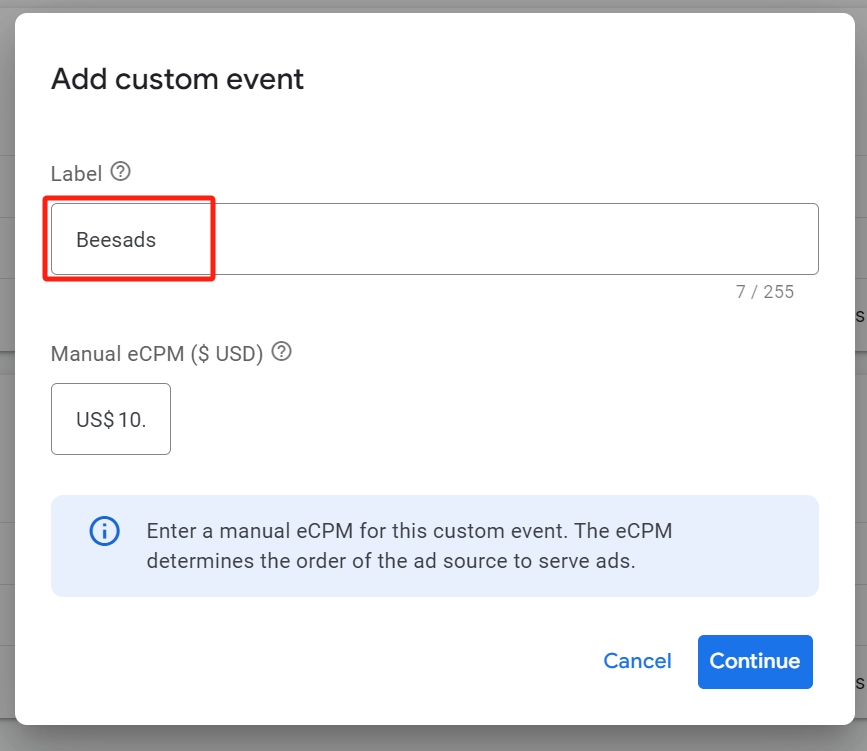 Add custom event
Label
Beesads
7 / 255
Manual eCPM ($ USD)
US$ 10.
Enter a manual eCPM for this custom event. The eCPM
determines the order of the ad source to serve ads.
Cancel Continue
s
s